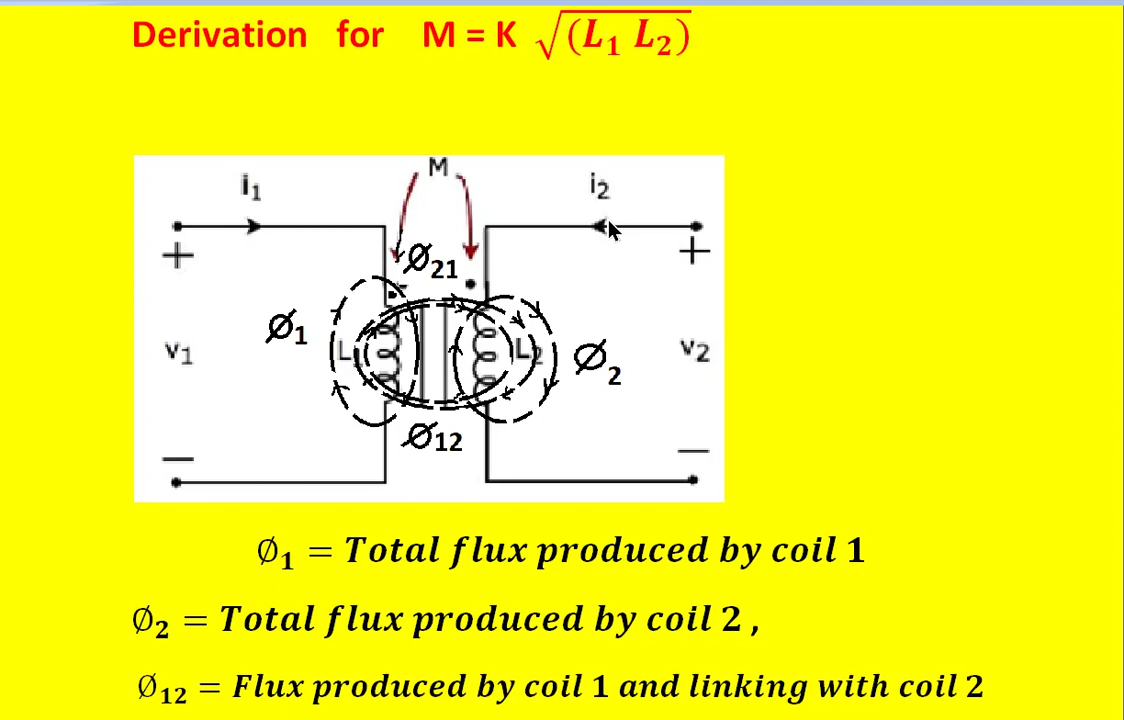 Derivation for M = K √(L₁ L₂)
M
i₁ i₂
+ Ø₂₁ +
Ø₁
v₁ L₁ L₂ Ø₂ v₂
Ø₁₂
— —
Ø₁ = Total flux produced by coil 1
Ø₂ = Total flux produced by coil 2 ,
Ø₁₂ = Flux produced by coil 1 and linking with coil 2